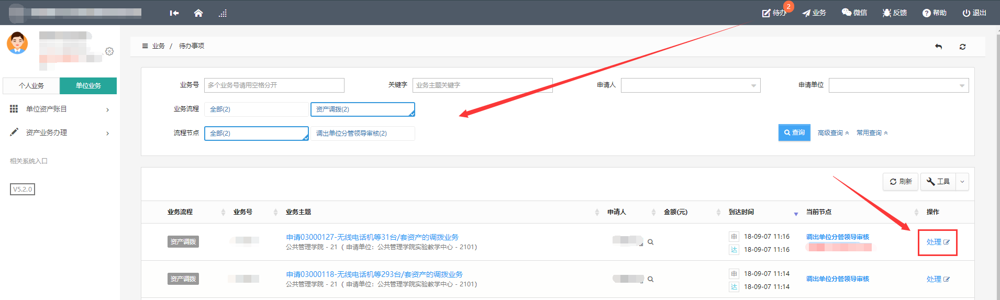 待办 2 业务 微信 反馈 帮助 退出
业务 / 待办事项
个人业务 单位业务
单位资产账目
资产业务办理
相关系统入口
V5.2.0
业务号 多个业务号请用空格分开 关键字 业务主题关键字 申请人 申请单位
业务流程 全部(2) 资产调拨(2)
流程节点 全部(2) 调出单位分管领导审核(2) 查询 高级查询 常用查询
刷新 工具
业务流程 业务号 业务主题 申请人 金额(元) 到达时间 当前节点 操作
资产调拨 申请03000127-无线电话机等31台/套资产的调拨业务 申 18-09-07 11:16 调出单位分管领导审核 处理
公共管理学院 - 21 ( 申请单位：公共管理学院实验教学中心 - 2101) 达 18-09-07 11:16
资产调拨 申请03000118-无线电话机等293台/套资产的调拨业务 申 18-09-07 11:14 调出单位分管领导审核 处理
公共管理学院 - 21 ( 申请单位：公共管理学院实验教学中心 - 2101) 达 18-09-07 11:14